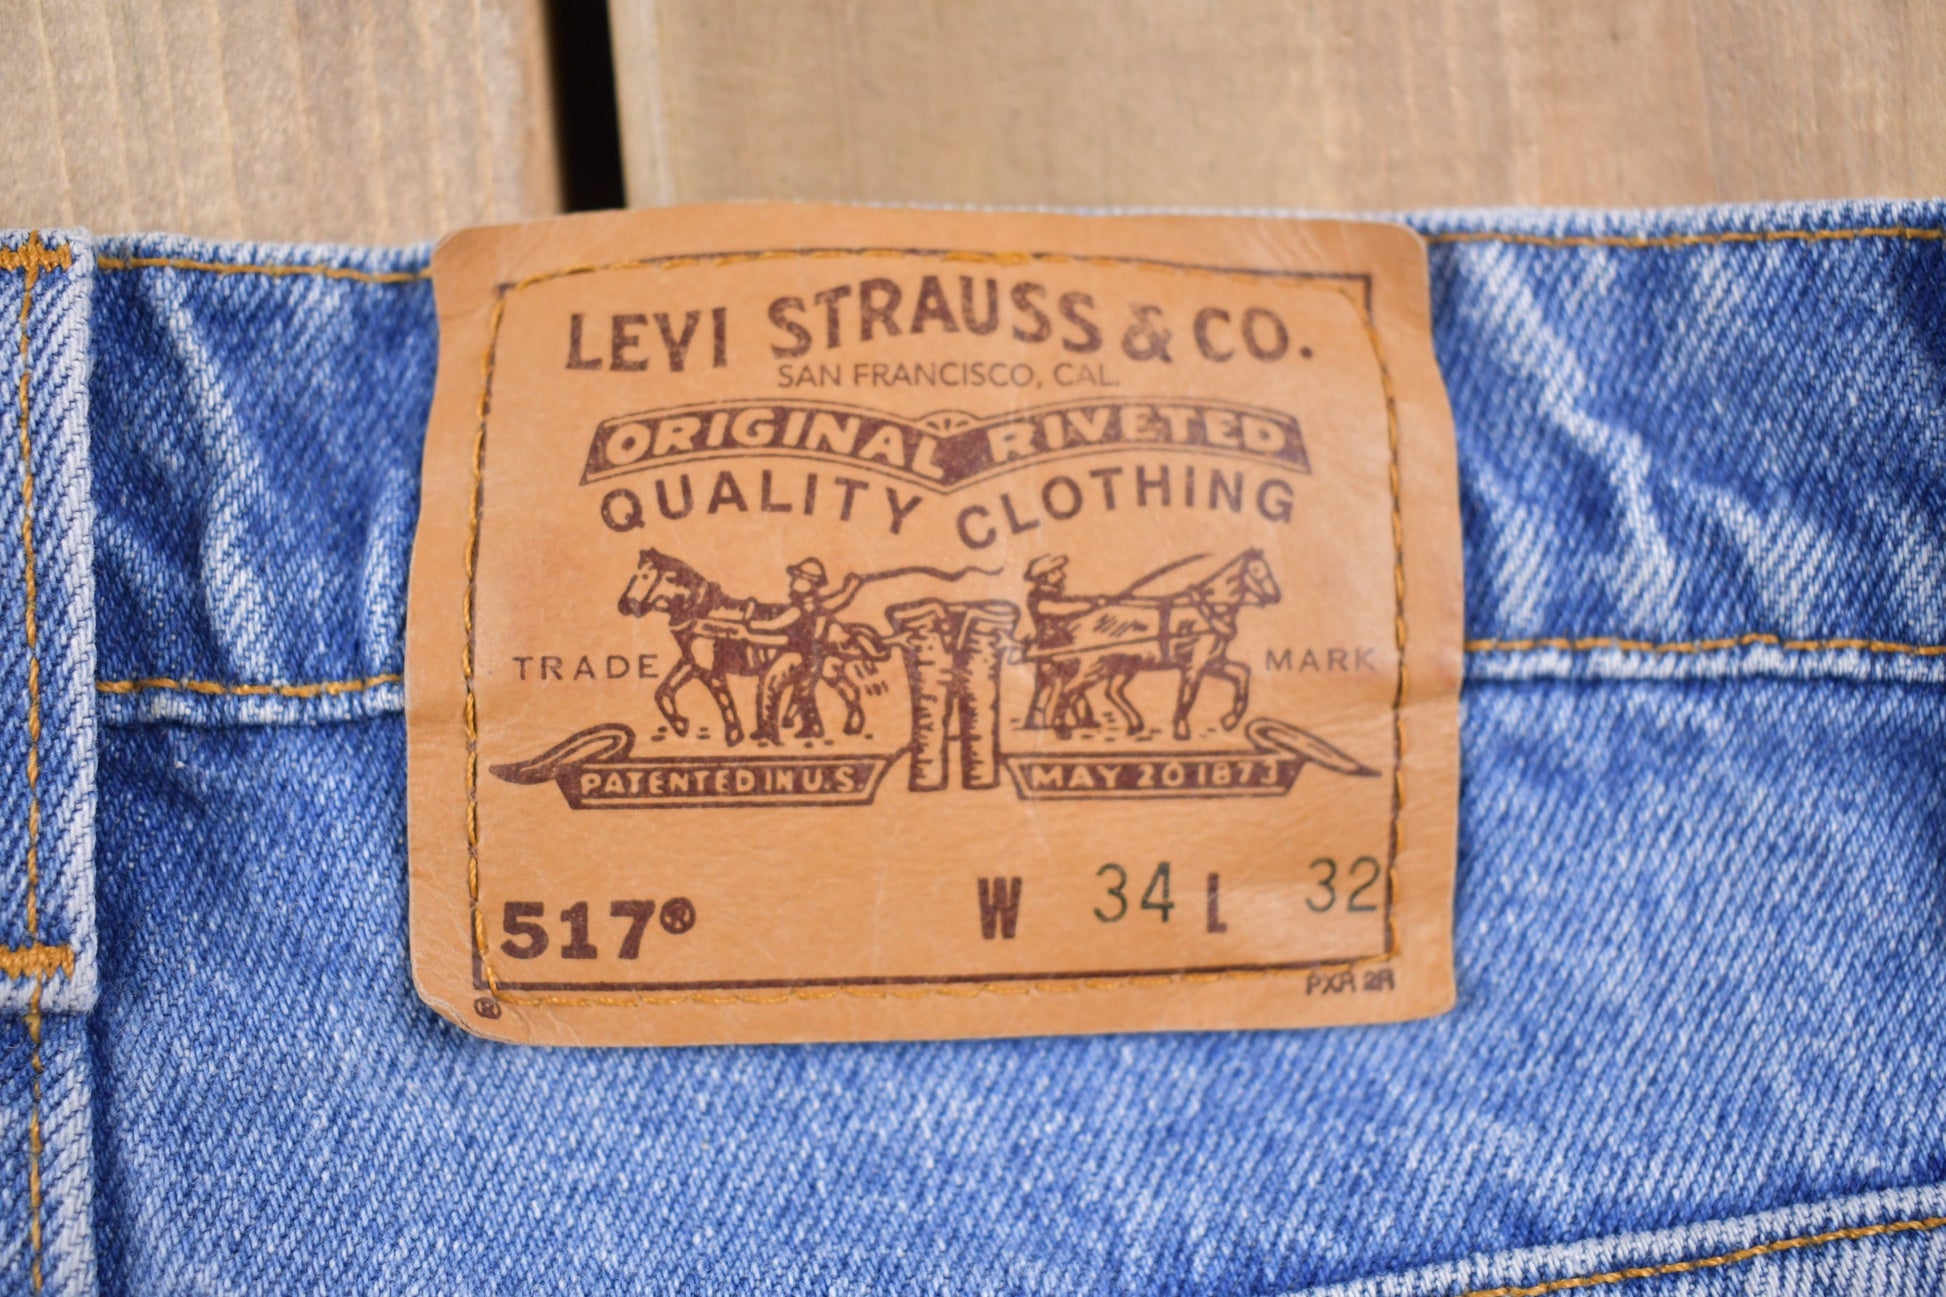 LEVI STRAUSS & CO.
SAN FRANCISCO, CAL.
ORIGINAL RIVETED
QUALITY CLOTHING
TRADE MARK
PATENTED IN U.S. MAY 20 1873
517® W 34 L 32
® PXR 2R